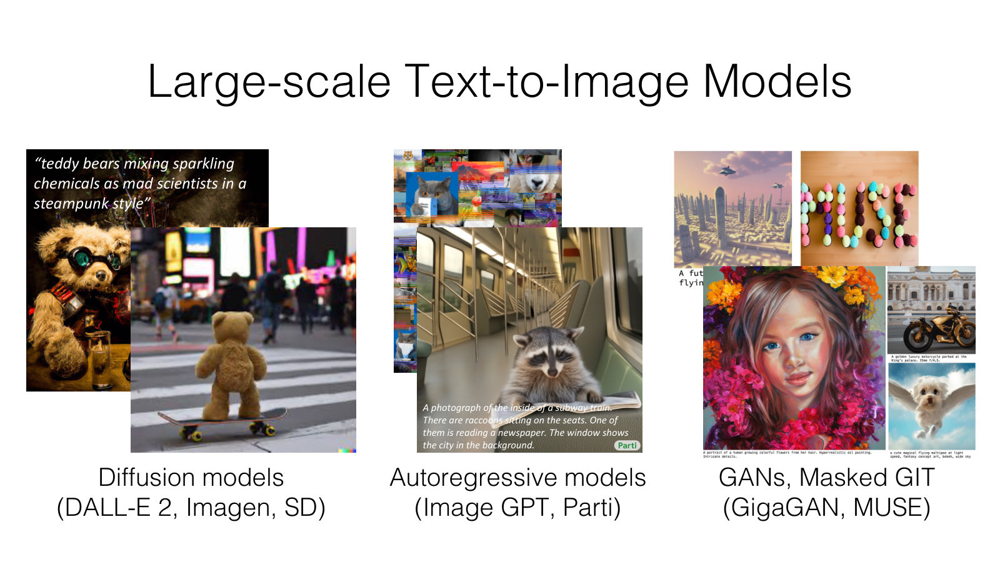 Large-scale Text-to-Image Models
“teddy bears mixing sparkling
chemicals as mad scientists in a
steampunk style”
A photograph of the inside of a subway train.
There are raccoons sitting on the seats. One of
them is reading a newspaper. The window shows
the city in the background.
Parti
A fut
flyin
MUSE
A golden luxury motorcycle parked at the
King's palace. 35mm f/4.5.
A portrait of a human growing colorful flowers from her hair. Hyperrealistic oil painting.
Intricate details.
a cute magical flying maltipoo at light
speed, fantasy concept art, bokeh, wide sky
Diffusion models
(DALL-E 2, Imagen, SD)
Autoregressive models
(Image GPT, Parti)
GANs, Masked GIT
(GigaGAN, MUSE)